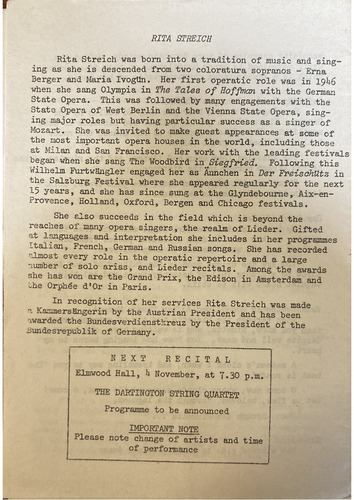 RITA STREICH
Rita Streich was born into a tradition of music and sing-
ing as she is descended from two coloratura sopranos - Erna
Berger and Maria Ivogün. Her first operatic role was in 1946
when she sang Olympia in The Tales of Hoffman with the German
State Opera. This was followed by many engagements with the
State Opera of West Berlin and the Vienna State Opera, sing-
ing major roles but having particular success as a singer of
Mozart. She was invited to make guest appearances at some of
the most important opera houses in the world, including those
at Milan and San Francisco. Her work with the leading festivals
began when she sang The Woodbird in Siegfried. Following this
Wilhelm Furtwängler engaged her as Ännchen in Der Freischütz in
the Salzburg Festival where she appeared regularly for the next
15 years, and she has since sung at the Glyndebourne, Aix-en-
Provence, Holland, Oxford, Bergen and Chicago festivals.
She also succeeds in the field which is beyond the
reaches of many opera singers, the realm of Lieder. Gifted
at languages and interpretation she includes in her programmes
Italian, French, German and Russian songs. She has recorded
almost every role in the operatic repertoire and a large
number of solo arias, and Lieder recitals. Among the awards
she has won are the Grand Prix, the Edison in Amsterdam and
the Orphée d'Or in Paris.
In recognition of her services Rita Streich was made
a Kammersängerin by the Austrian President and has been
awarded the Bundesverdienstkreuz by the President of the
Bundesrepublik of Germany.
NEXT RECITAL
Elmwood Hall, 4 November, at 7.30 p.m.
THE DARTINGTON STRING QUARTET
Programme to be announced
IMPORTANT NOTE
Please note change of artists and time
of performance